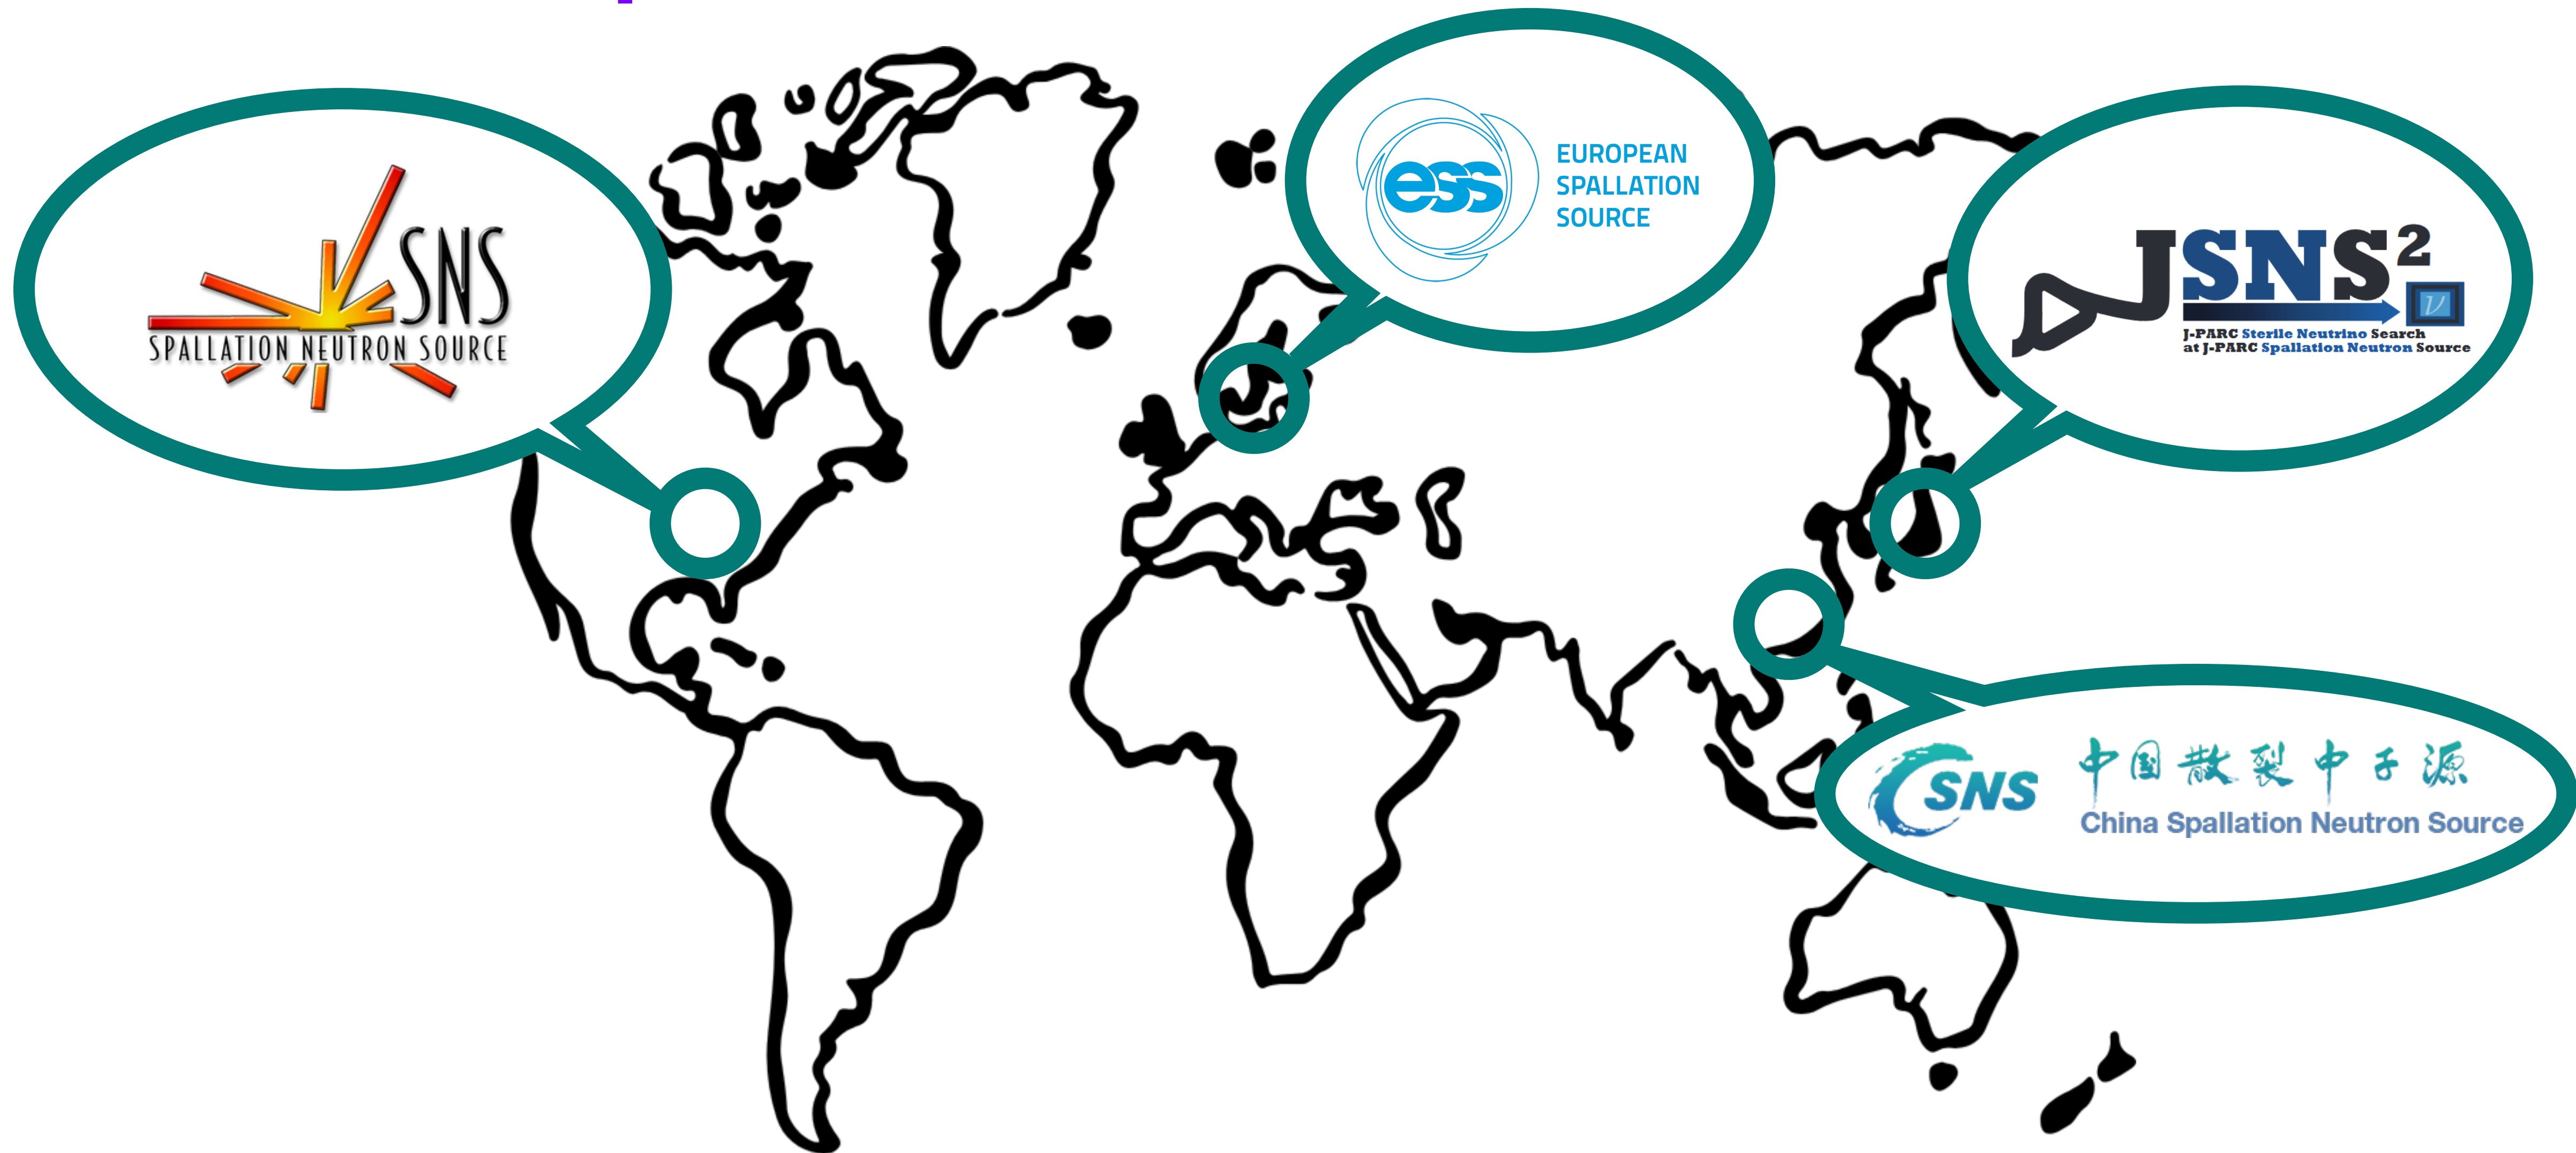 SNS
SPALLATION NEUTRON SOURCE
ess
EUROPEAN
SPALLATION
SOURCE
JSNS²
ν
J-PARC Sterile Neutrino Search
at J-PARC Spallation Neutron Source
CSNS
中国散裂中子源
China Spallation Neutron Source